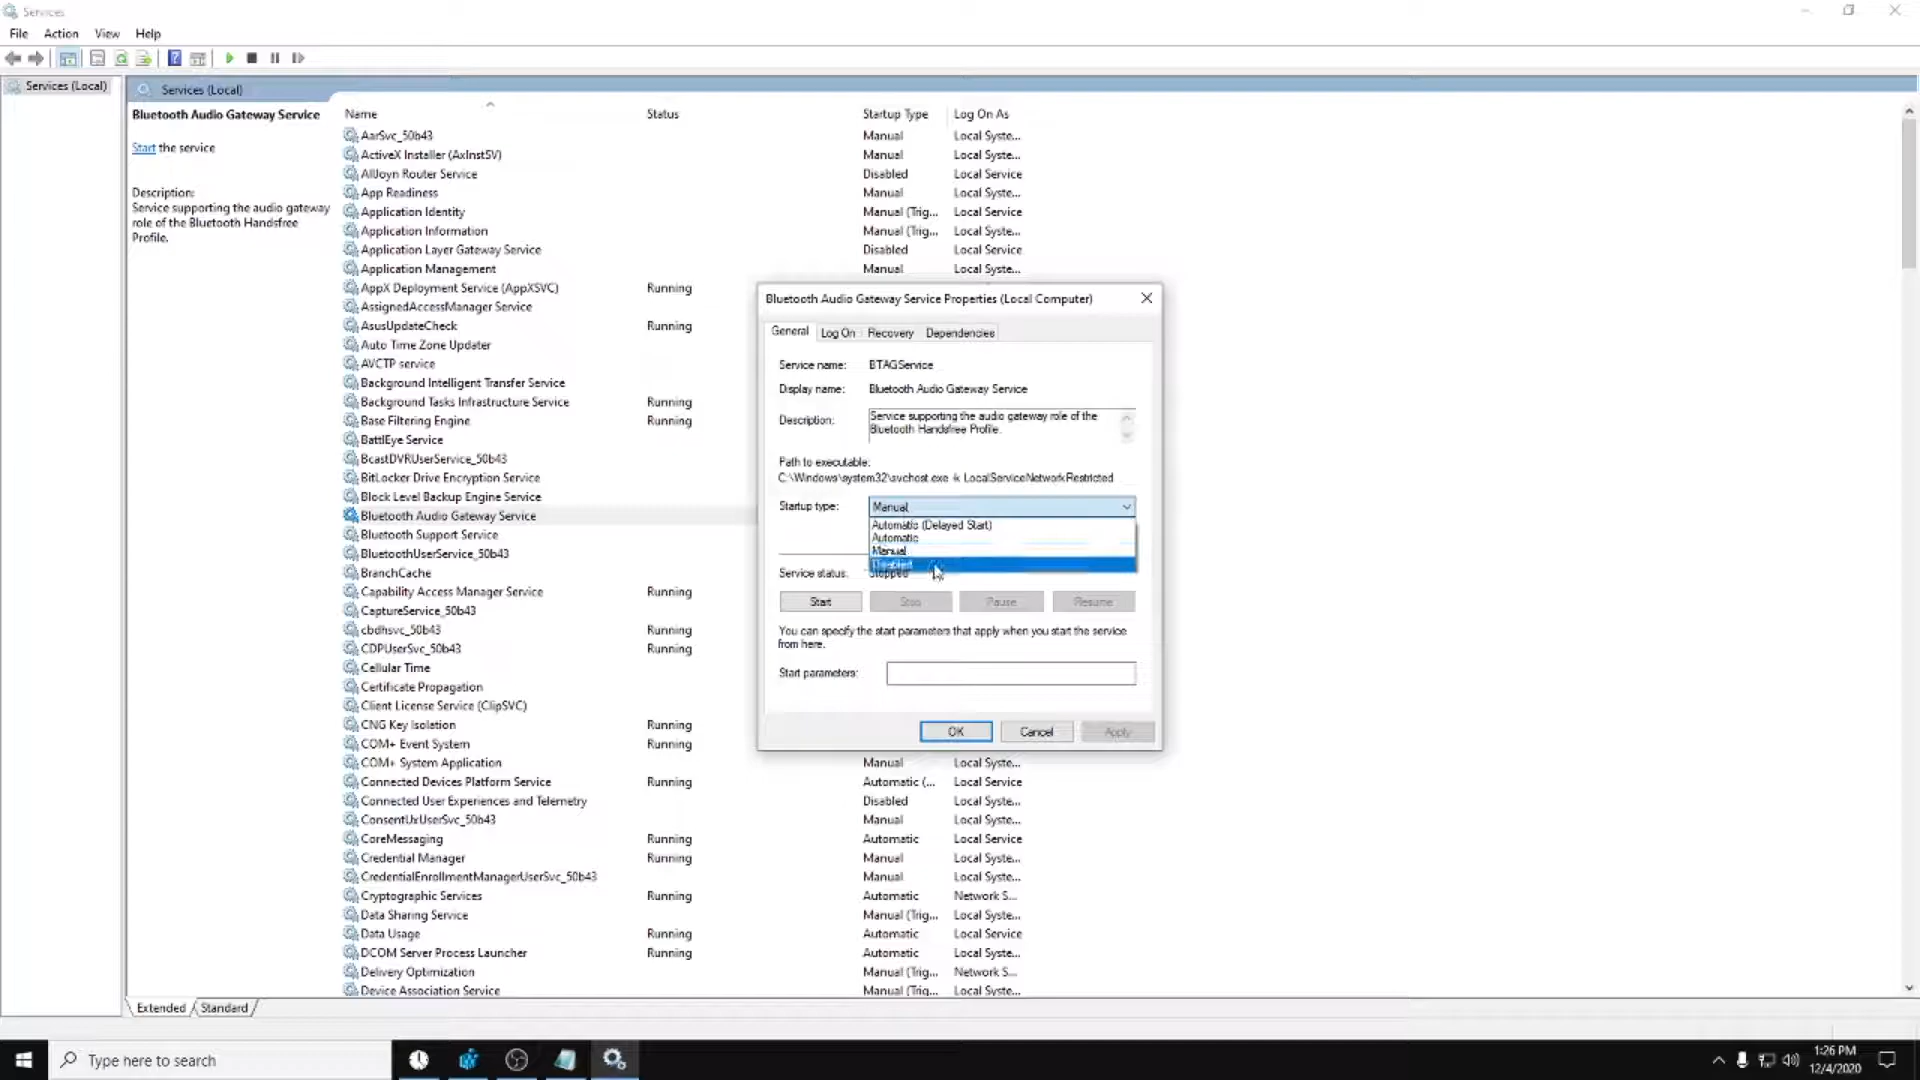 Services
File Action View Help
Services (Local)
Services (Local)
Bluetooth Audio Gateway Service
Start the service
Description:
Service supporting the audio gateway
role of the Bluetooth Handsfree
Profile.
Name Status Startup Type Log On As
AarSvc_50b43 Manual Local Syste...
ActiveX Installer (AxInstSV) Manual Local Syste...
AllJoyn Router Service Disabled Local Service
App Readiness Manual Local Syste...
Application Identity Manual (Trig... Local Service
Application Information Manual (Trig... Local Syste...
Application Layer Gateway Service Disabled Local Service
Application Management Manual Local Syste...
AppX Deployment Service (AppXSVC) Running
AssignedAccessManager Service
AsusUpdateCheck Running
Auto Time Zone Updater
AVCTP service
Background Intelligent Transfer Service
Background Tasks Infrastructure Service Running
Base Filtering Engine Running
BattlEye Service
BcastDVRUserService_50b43
BitLocker Drive Encryption Service
Block Level Backup Engine Service
Bluetooth Audio Gateway Service
Bluetooth Support Service
BluetoothUserService_50b43
BranchCache
Capability Access Manager Service Running
CaptureService_50b43
cbdhsvc_50b43 Running
CDPUserSvc_50b43 Running
Cellular Time
Certificate Propagation
Client License Service (ClipSVC)
CNG Key Isolation Running
COM+ Event System Running
COM+ System Application Manual Local Syste...
Connected Devices Platform Service Running Automatic (... Local Service
Connected User Experiences and Telemetry Disabled Local Syste...
ConsentUxUserSvc_50b43 Manual Local Syste...
CoreMessaging Running Automatic Local Service
Credential Manager Running Manual Local Syste...
CredentialEnrollmentManagerUserSvc_50b43 Manual Local Syste...
Cryptographic Services Running Automatic Network S...
Data Sharing Service Manual (Trig... Local Syste...
Data Usage Running Automatic Local Service
DCOM Server Process Launcher Running Automatic Local Syste...
Delivery Optimization Manual (Trig... Network S...
Device Association Service Manual (Trig... Local Syste...
Bluetooth Audio Gateway Service Properties (Local Computer)
General Log On Recovery Dependencies
Service name: BTAGService
Display name: Bluetooth Audio Gateway Service
Description: Service supporting the audio gateway role of the
Bluetooth Handsfree Profile.
Path to executable:
C:\Windows\system32\svchost.exe -k LocalServiceNetworkRestricted
Startup type: Manual
Automatic (Delayed Start)
Automatic
Manual
Disabled
Service status: Stopped
Start Stop Pause Resume
You can specify the start parameters that apply when you start the service
from here.
Start parameters:
OK Cancel Apply
Extended Standard
Type here to search
1:26 PM
12/4/2020